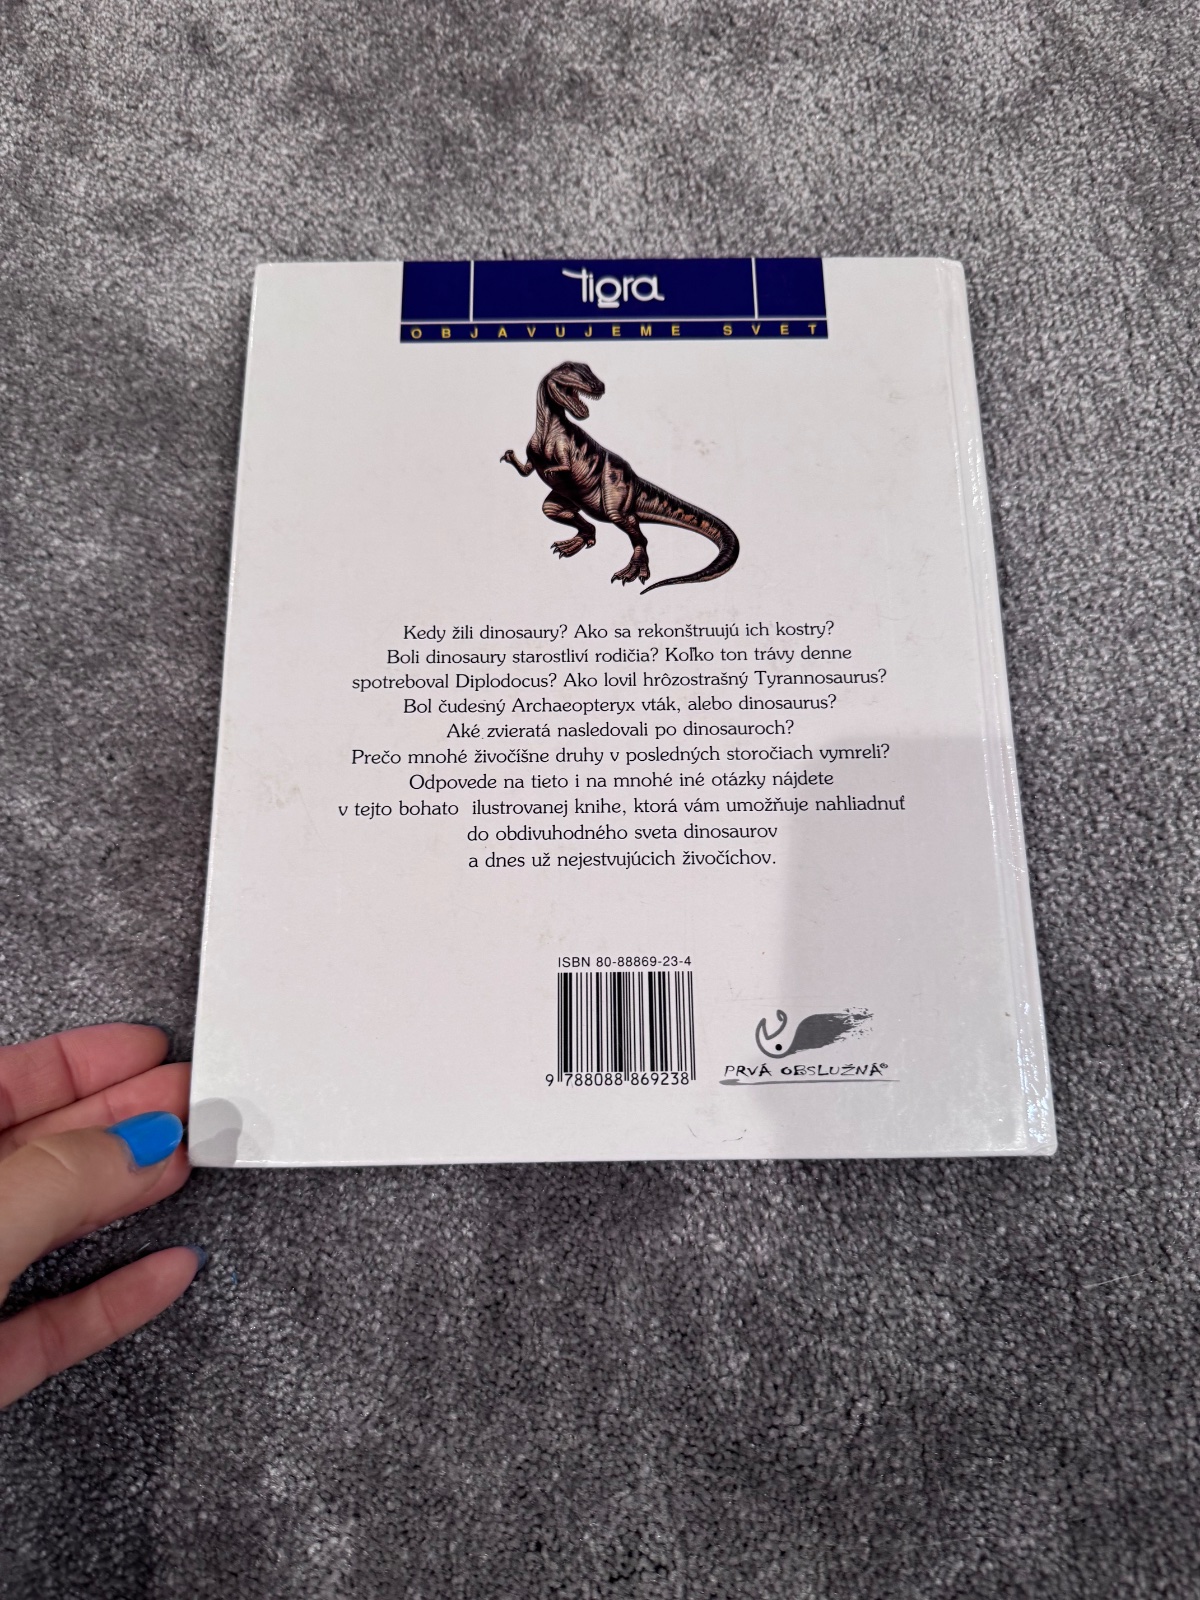 tigra
OBJAVUJEME SVET
Kedy žili dinosaury? Ako sa rekonštruujú ich kostry?
Boli dinosaury starostliví rodičia? Koľko ton trávy denne
spotreboval Diplodocus? Ako lovil hrôzostrašný Tyrannosaurus?
Bol čudesný Archaeopteryx vták, alebo dinosaurus?
Aké zvieratá nasledovali po dinosauroch?
Prečo mnohé živočíšne druhy v posledných storočiach vymreli?
Odpovede na tieto i na mnohé iné otázky nájdete
v tejto bohato ilustrovanej knihe, ktorá vám umožňuje nahliadnuť
do obdivuhodného sveta dinosaurov
a dnes už nejestvujúcich živočíchov.
ISBN 80-88869-23-4
9 788088 869238
PRVÁ OBSLUŽNÁ®